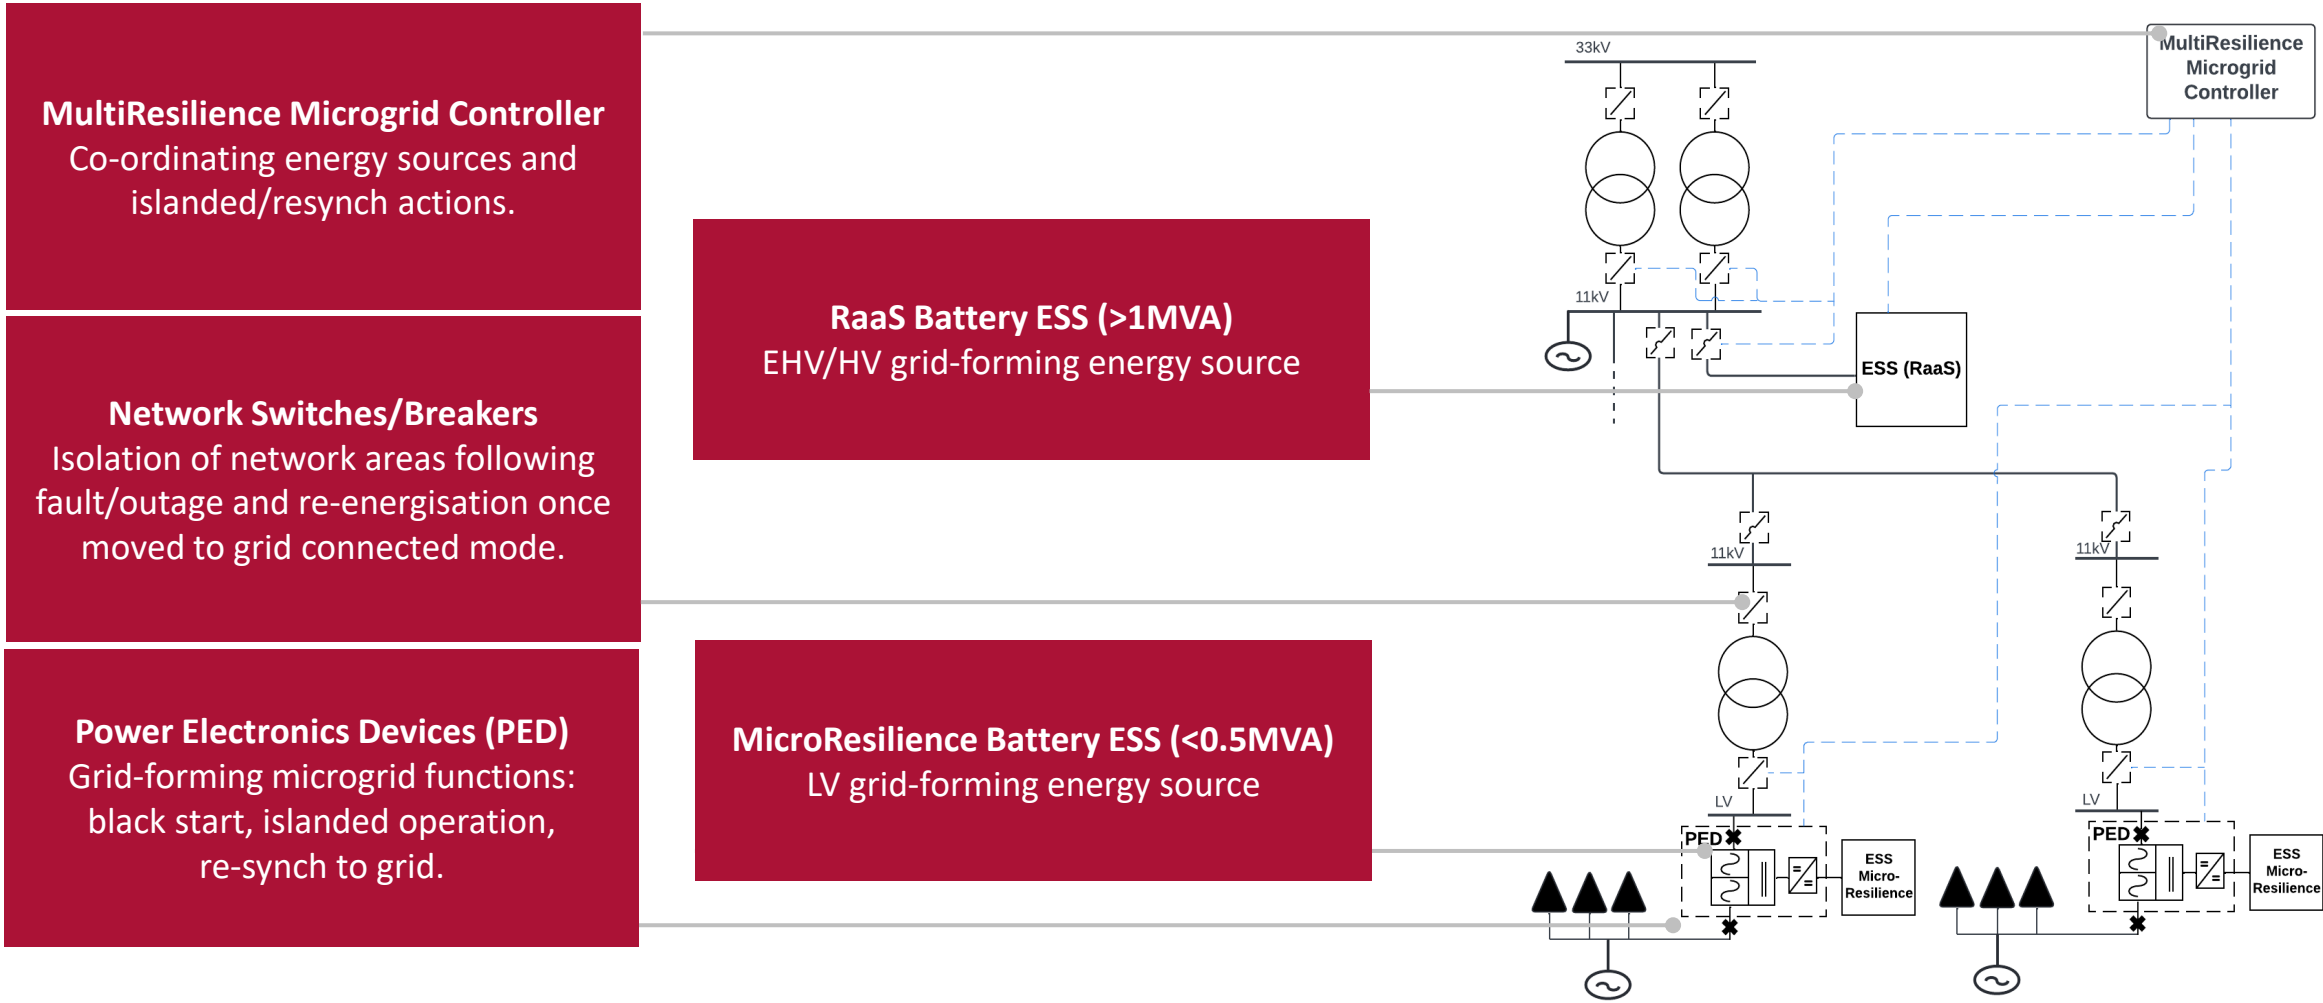 MultiResilience Microgrid Controller
Co-ordinating energy sources and
islanded/resynch actions.
Network Switches/Breakers
Isolation of network areas following
fault/outage and re-energisation once
moved to grid connected mode.
Power Electronics Devices (PED)
Grid-forming microgrid functions:
black start, islanded operation,
re-synch to grid.
RaaS Battery ESS (>1MVA)
EHV/HV grid-forming energy source
MicroResilience Battery ESS (<0.5MVA)
LV grid-forming energy source
33kV
MultiResilience
Microgrid
Controller
11kV
ESS (RaaS)
11kV
11kV
LV
LV
PED
ESS
Micro-
Resilience
PED
ESS
Micro-
Resilience